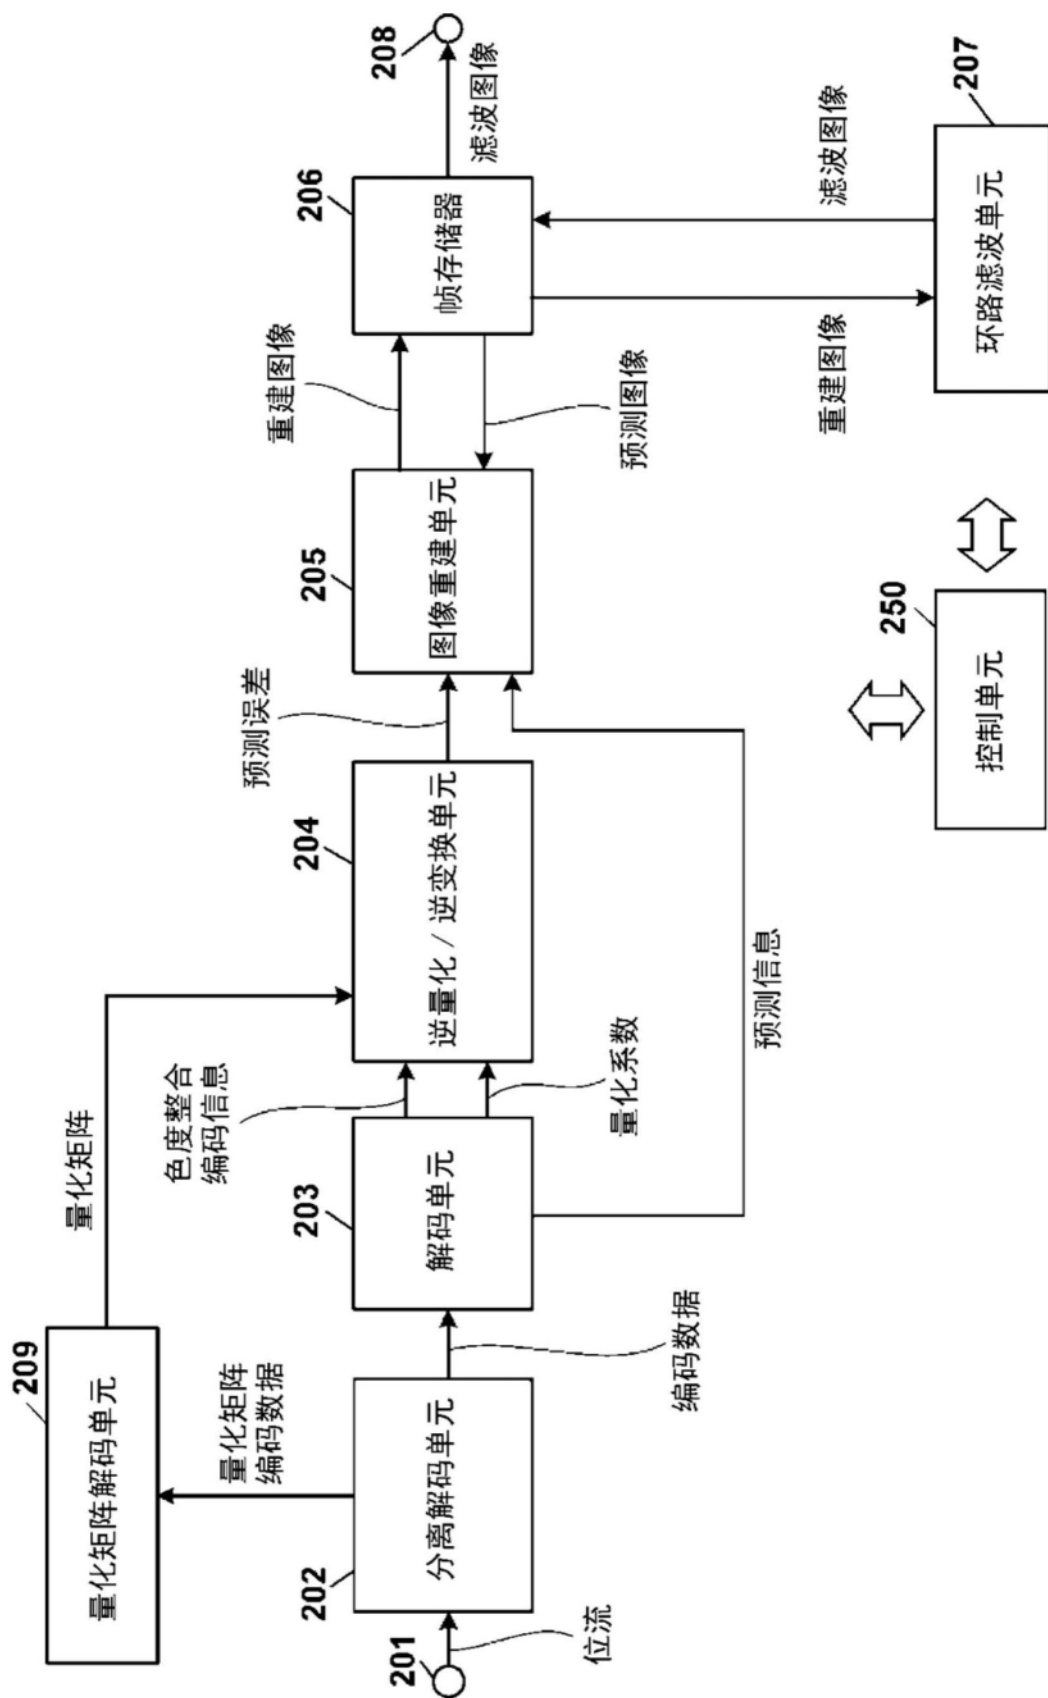 209
量化矩阵解码单元
量化矩阵
量化矩阵
编码数据
色度整合
编码信息
201
位流
202
分离解码单元
编码数据
203
解码单元
量化系数
204
逆量化/逆变换单元
预测误差
预测信息
205
图像重建单元
重建图像
预测图像
206
帧存储器
滤波图像
208
250
控制单元
重建图像
滤波图像
207
环路滤波单元